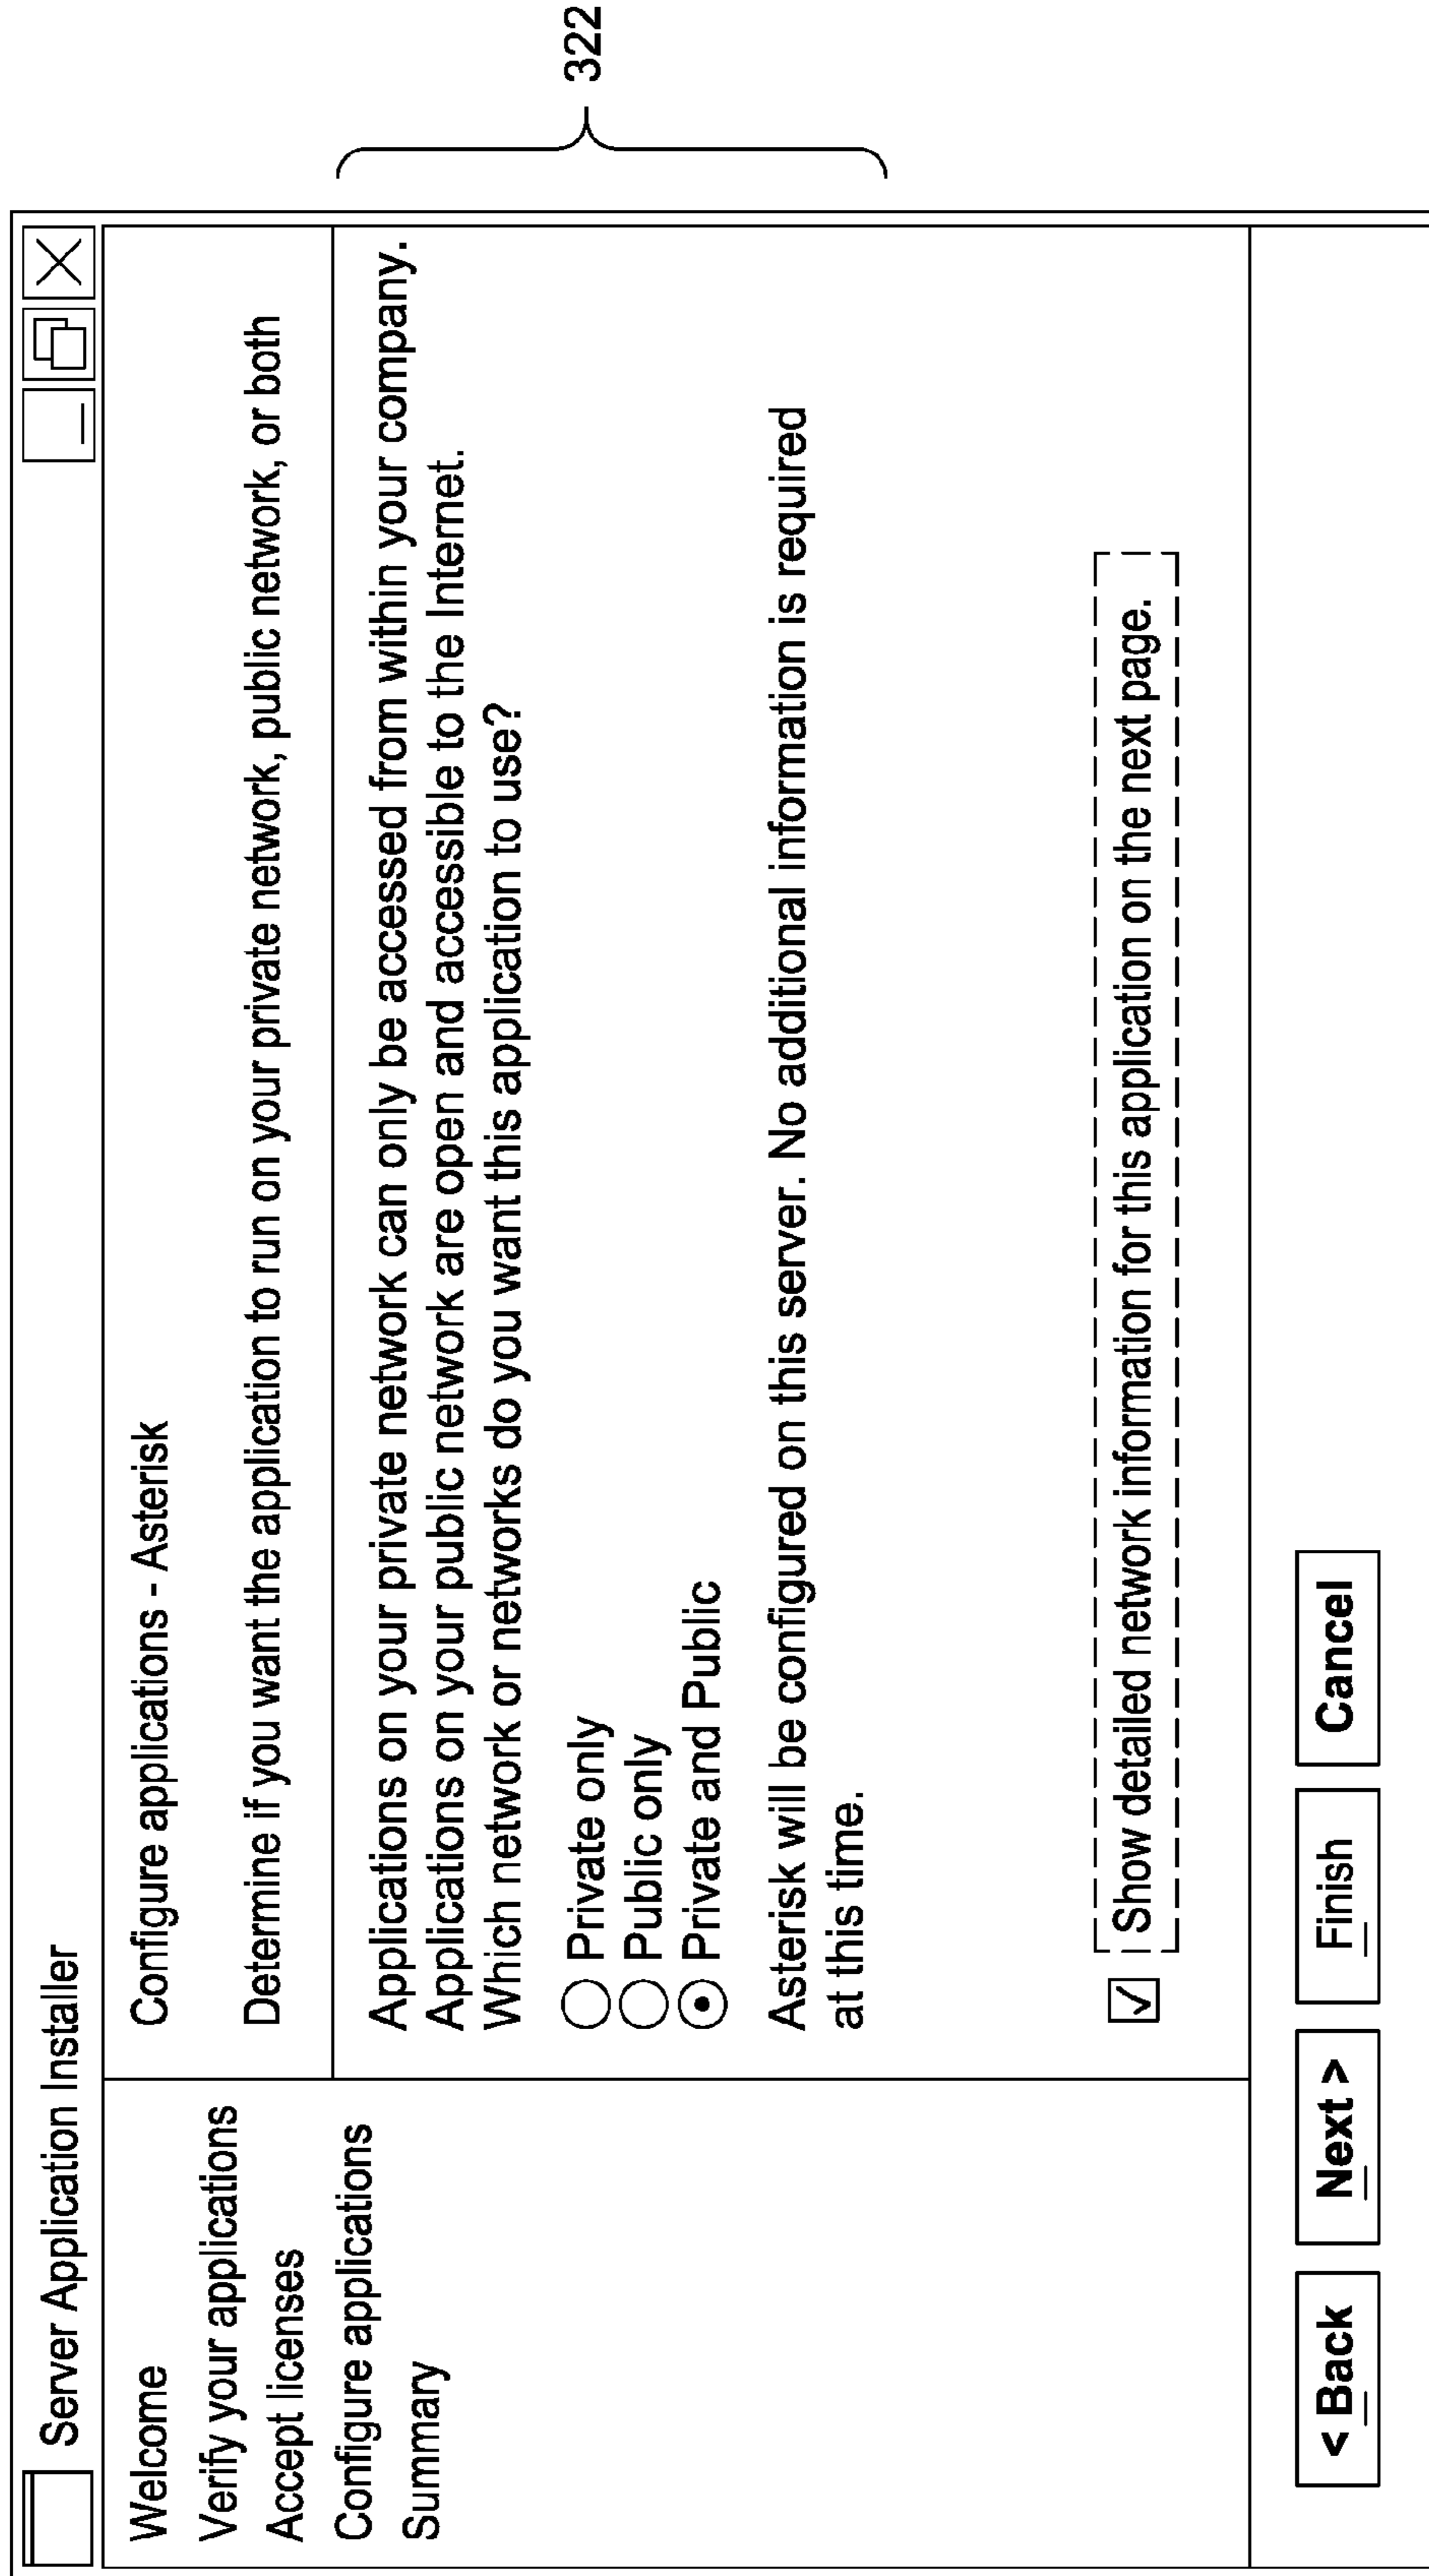 Server Application Installer
Welcome
Verify your applications
Accept licenses
Configure applications
Summary
Configure applications - Asterisk
Determine if you want the application to run on your private network, public network, or both
Applications on your private network can only be accessed from within your company.
Applications on your public network are open and accessible to the Internet.
Which network or networks do you want this application to use?
Private only
Public only
Private and Public
Asterisk will be configured on this server. No additional information is required
at this time.
Show detailed network information for this application on the next page.
< Back
Next >
Finish
Cancel
322